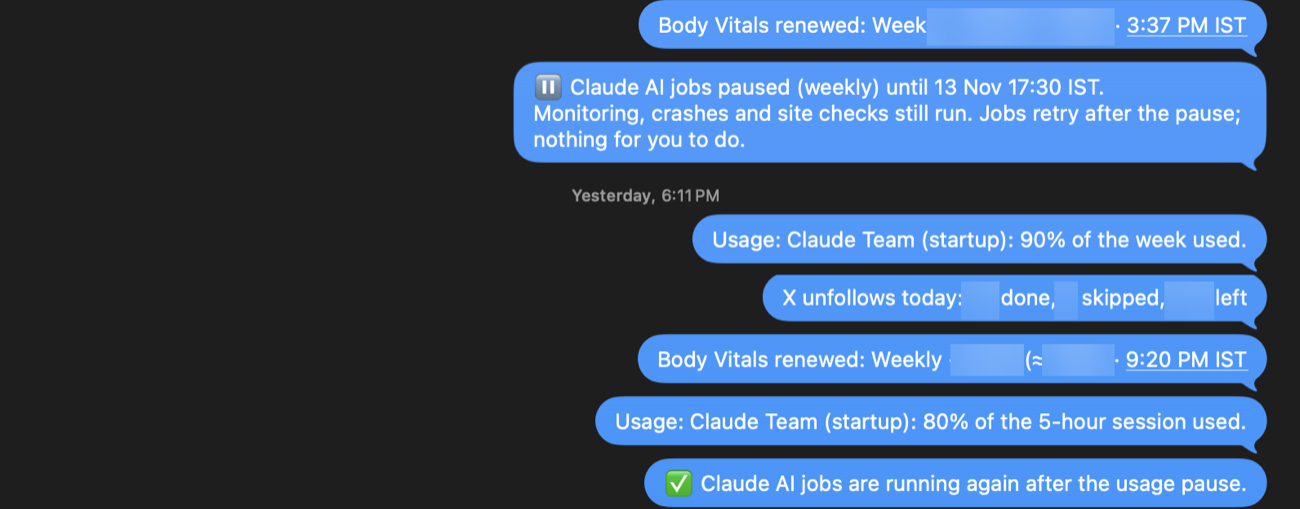 Body Vitals renewed: Week · 3:37 PM IST
⏸️ Claude AI jobs paused (weekly) until 13 Nov 17:30 IST.
Monitoring, crashes and site checks still run. Jobs retry after the pause;
nothing for you to do.
Yesterday, 6:11 PM
Usage: Claude Team (startup): 90% of the week used.
X unfollows today: done, skipped, left
Body Vitals renewed: Weekly (≈ · 9:20 PM IST
Usage: Claude Team (startup): 80% of the 5-hour session used.
✅ Claude AI jobs are running again after the usage pause.